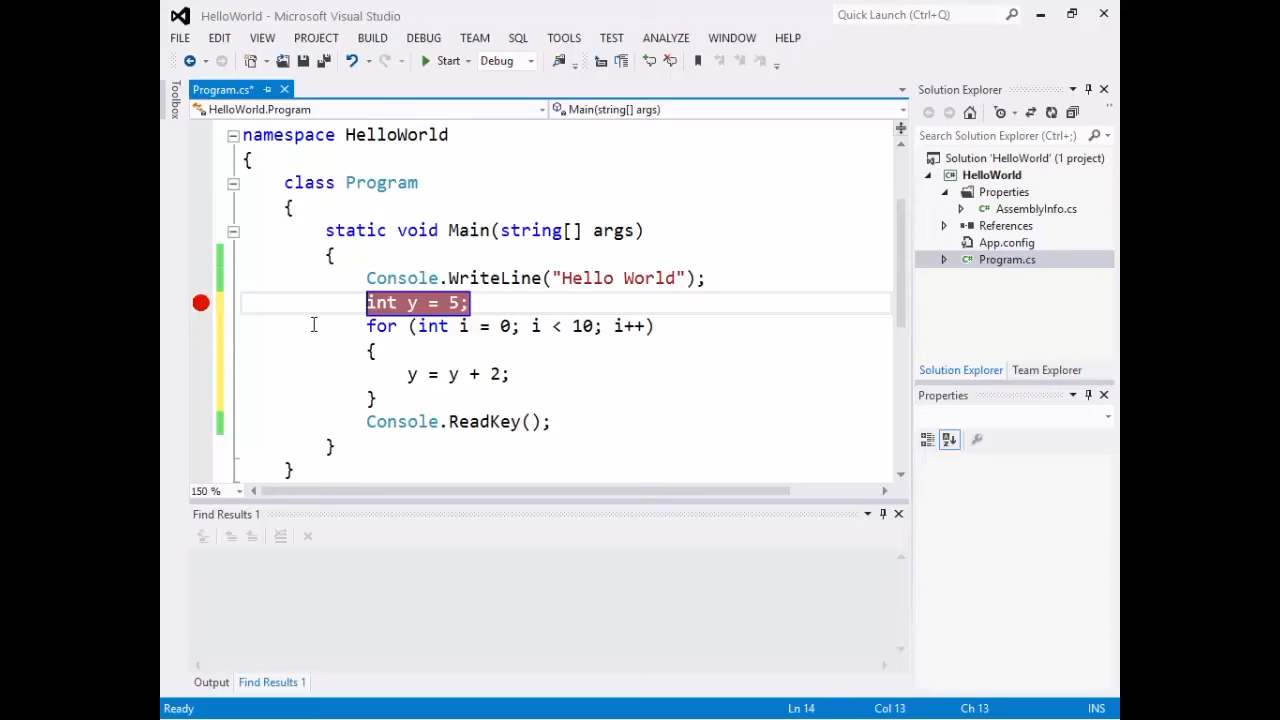 HelloWorld - Microsoft Visual Studio
Quick Launch (Ctrl+Q)
FILE EDIT VIEW PROJECT BUILD DEBUG TEAM SQL TOOLS TEST ANALYZE WINDOW HELP
Start Debug
Toolbox
Program.cs*
HelloWorld.Program
Main(string[] args)
namespace HelloWorld
{
class Program
{
static void Main(string[] args)
{
Console.WriteLine("Hello World");
int y = 5;
for (int i = 0; i < 10; i++)
{
y = y + 2;
}
Console.ReadKey();
}
}
150 %
Solution Explorer
Search Solution Explorer (Ctrl+;)
Solution 'HelloWorld' (1 project)
HelloWorld
Properties
AssemblyInfo.cs
References
App.config
Program.cs
Solution Explorer Team Explorer
Properties
Find Results 1
Output Find Results 1
Ready Ln 14 Col 13 Ch 13 INS